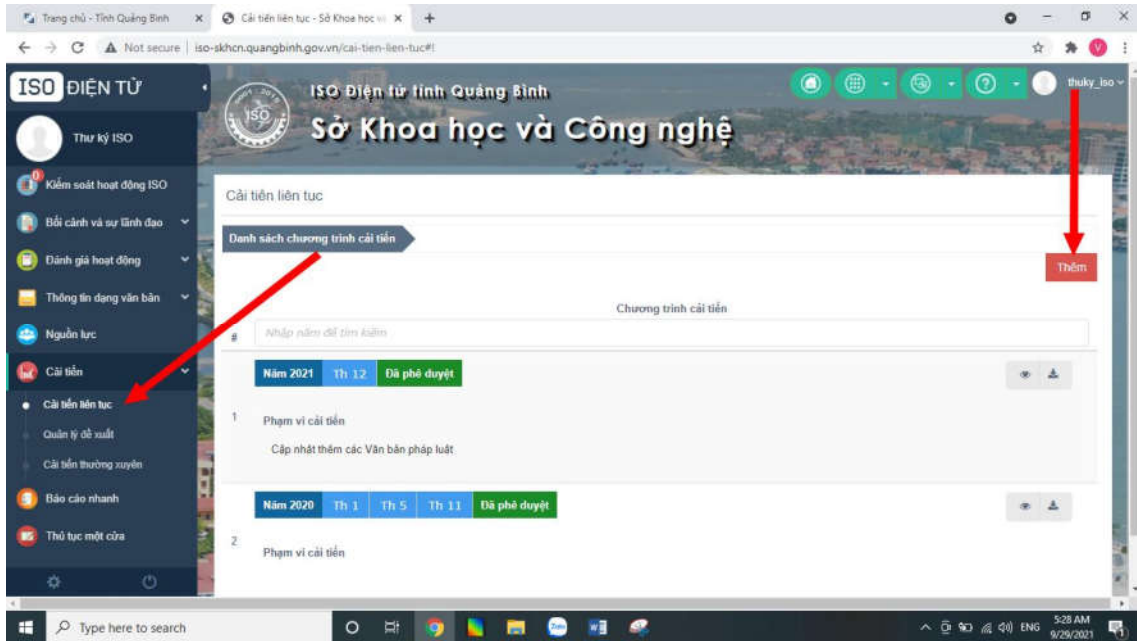 Trang chủ - Tỉnh Quảng Bình
Cải tiến liên tục - Sở Khoa học v
Not secure | iso-skhcn.quangbinh.gov.vn/cai-tien-lien-tuc#!
V
ISO ĐIỆN TỬ
ISO
ISO Điện tử tỉnh Quảng Bình
Sở Khoa học và Công nghệ
thuky_iso
Thư ký ISO
0
Kiểm soát hoạt động ISO
Bối cảnh và sự lãnh đạo
Đánh giá hoạt động
Thông tin dạng văn bản
Nguồn lực
Cải tiến
Cải tiến liên tục
Quản lý đề xuất
Cải tiến thường xuyên
Báo cáo nhanh
Thủ tục một cửa
Cải tiến liên tục
Danh sách chương trình cải tiến
Thêm
Chương trình cải tiến
# Nhập năm để tìm kiếm
Năm 2021 Th 12 Đã phê duyệt
1 Phạm vi cải tiến
Cập nhật thêm các Văn bản pháp luật
Năm 2020 Th 1 Th 5 Th 11 Đã phê duyệt
2 Phạm vi cải tiến
Type here to search
Zalo
ENG
5:28 AM
9/29/2021